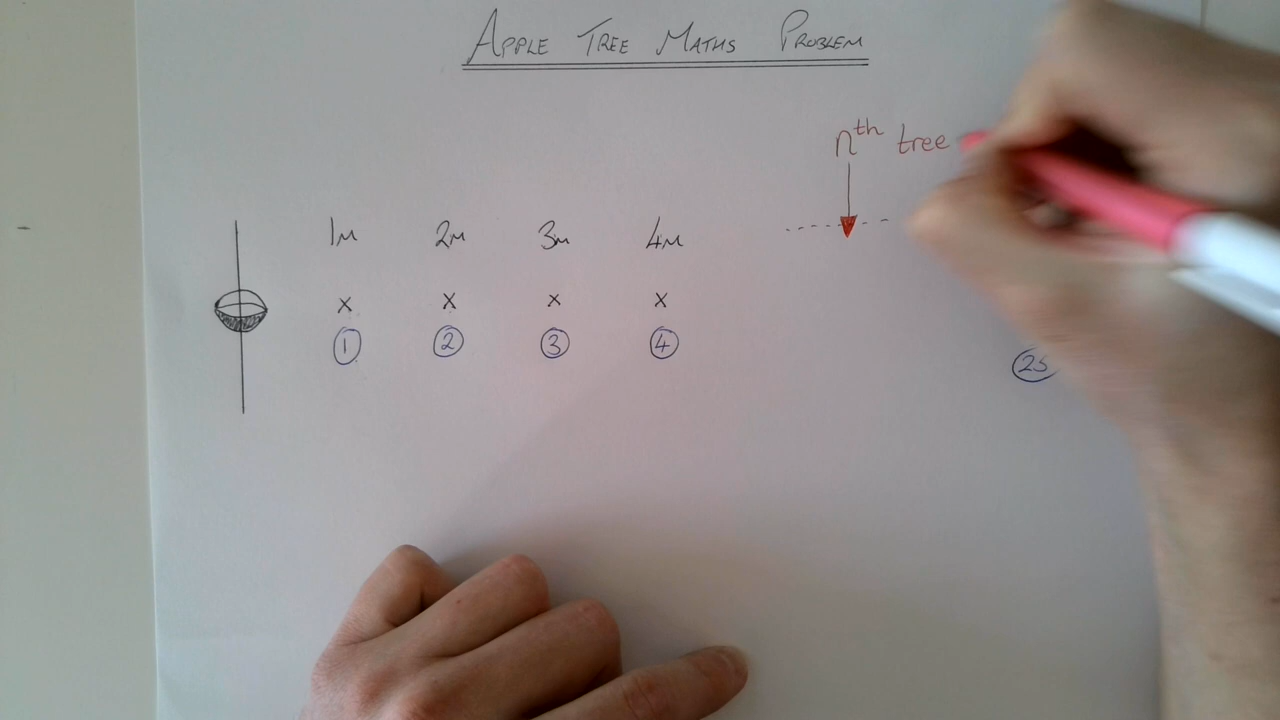 APPLE TREE MATHS PROBLEM
nth tree
1M 2M 3M 4M
x x x x
1 2 3 4
25